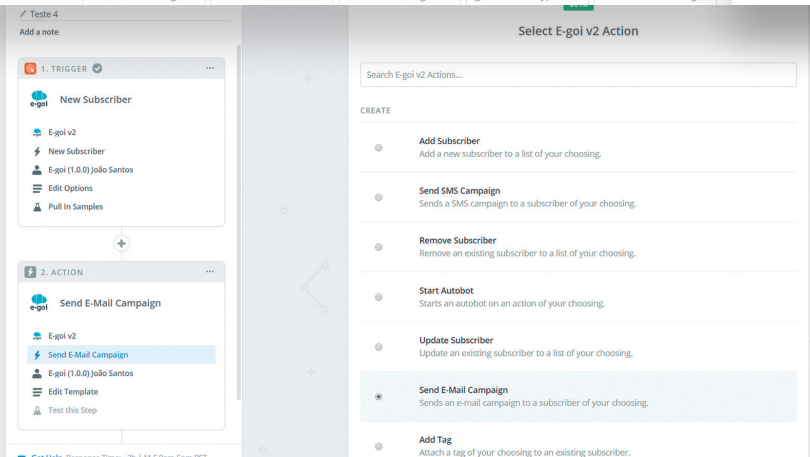 Teste 4
Add a note
1. TRIGGER
New Subscriber
e-goi
E-goi v2
New Subscriber
E-goi (1.0.0) João Santos
Edit Options
Pull In Samples
2. ACTION
Send E-Mail Campaign
e-goi
E-goi v2
Send E-Mail Campaign
E-goi (1.0.0) João Santos
Edit Template
Test this Step
Get Help
BETA
Select E-goi v2 Action
Search E-goi v2 Actions...
CREATE
Add Subscriber
Add a new subscriber to a list of your choosing.
Send SMS Campaign
Sends a SMS campaign to a subscriber of your choosing.
Remove Subscriber
Remove an existing subscriber to a list of your choosing.
Start Autobot
Starts an autobot on an action of your choosing.
Update Subscriber
Update an existing subscriber to a list of your choosing.
Send E-Mail Campaign
Sends an e-mail campaign to a subscriber of your choosing.
Add Tag
Attach a tag of your choosing to an existing subscriber.